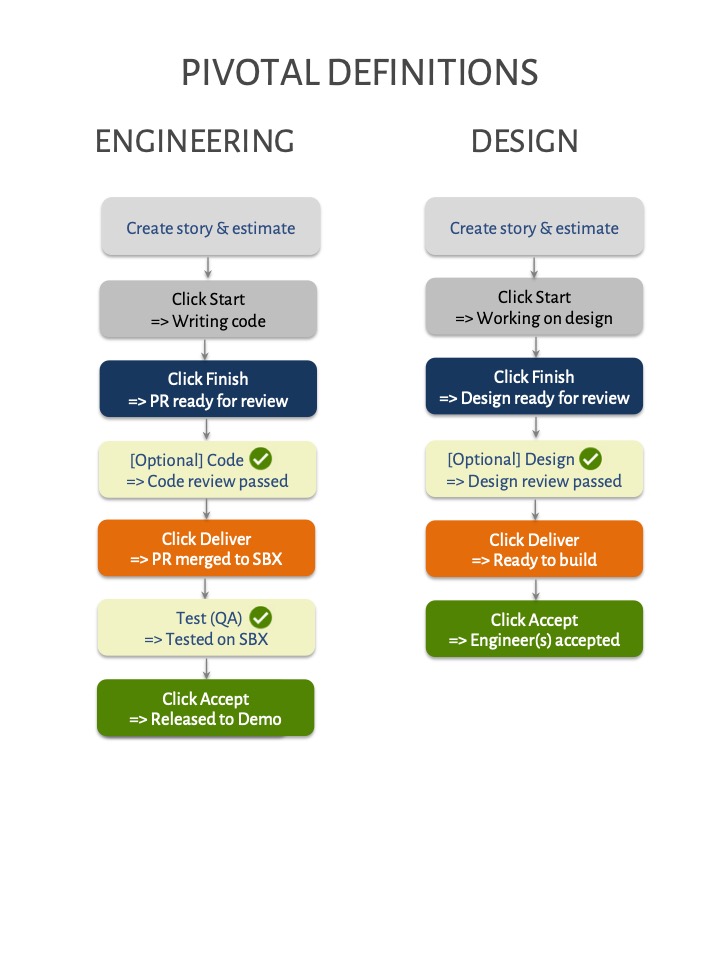 PIVOTAL DEFINITIONS
ENGINEERING
Create story & estimate
Click Start
=> Writing code
Click Finish
=> PR ready for review
[Optional] Code
=> Code review passed
Click Deliver
=> PR merged to SBX
Test (QA)
=> Tested on SBX
Click Accept
=> Released to Demo
DESIGN
Create story & estimate
Click Start
=> Working on design
Click Finish
=> Design ready for review
[Optional] Design
=> Design review passed
Click Deliver
=> Ready to build
Click Accept
=> Engineer(s) accepted